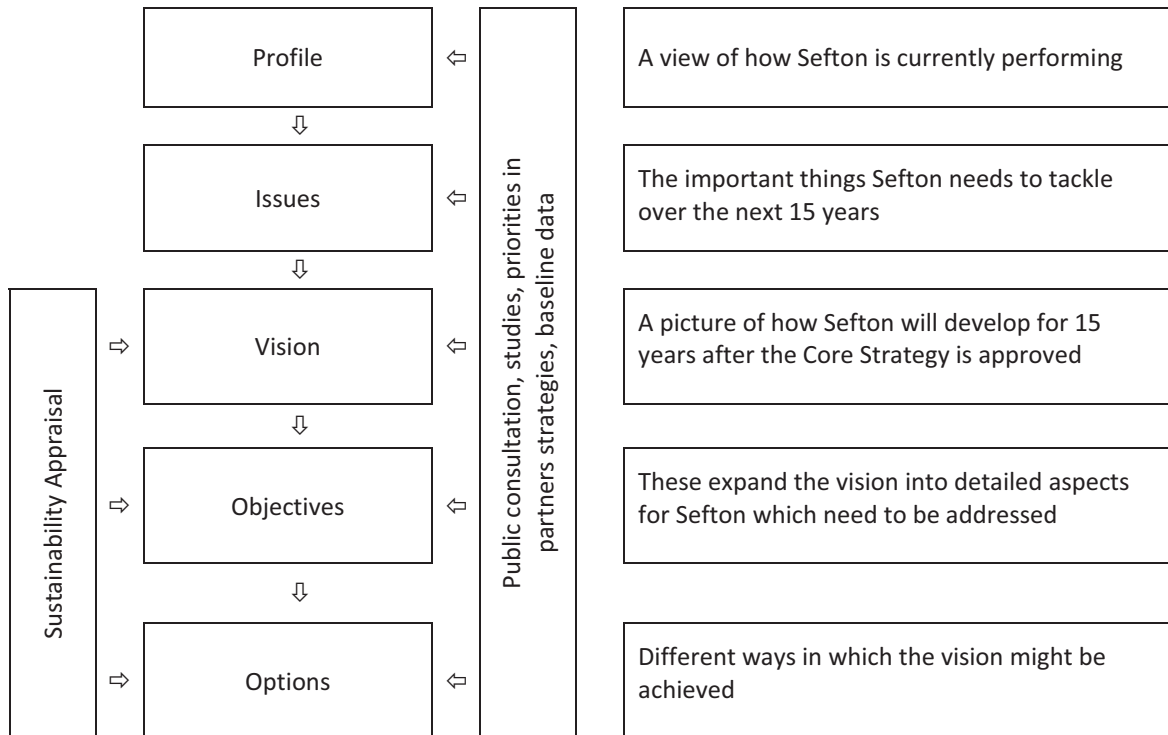 Profile
A view of how Sefton is currently performing
Issues
The important things Sefton needs to tackle
over the next 15 years
Vision
A picture of how Sefton will develop for 15
years after the Core Strategy is approved
Objectives
These expand the vision into detailed aspects
for Sefton which need to be addressed
Options
Different ways in which the vision might be
achieved
Sustainability Appraisal
Public consultation, studies, priorities in
partners strategies, baseline data